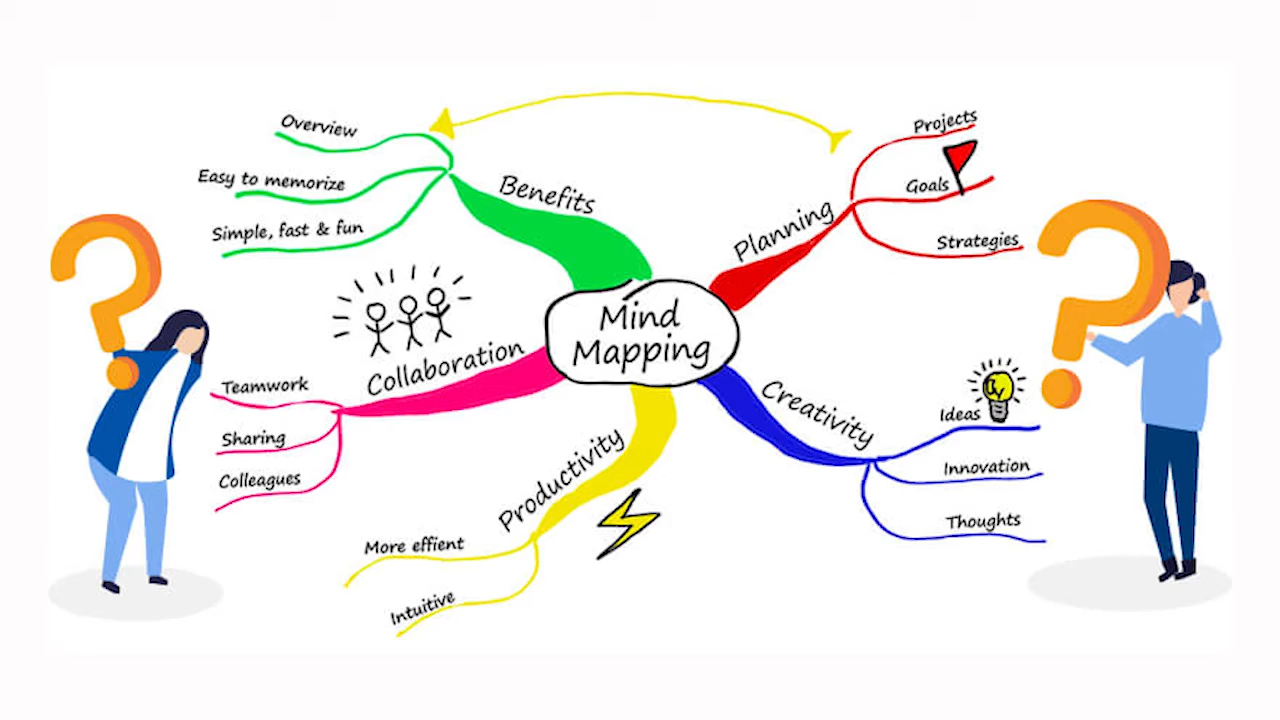 Mind
Mapping
Benefits
Overview
Easy to memorize
Simple, fast & fun
Planning
Projects
Goals
Strategies
Collaboration
Teamwork
Sharing
Colleagues
Productivity
More effient
Intuitive
Creativity
Ideas
Innovation
Thoughts